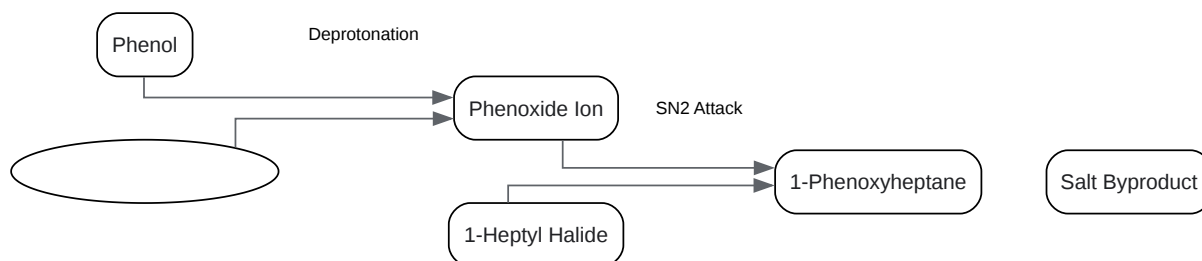 Phenol
Deprotonation
Phenoxide Ion
SN2 Attack
1-Phenoxyheptane
Salt Byproduct
1-Heptyl Halide